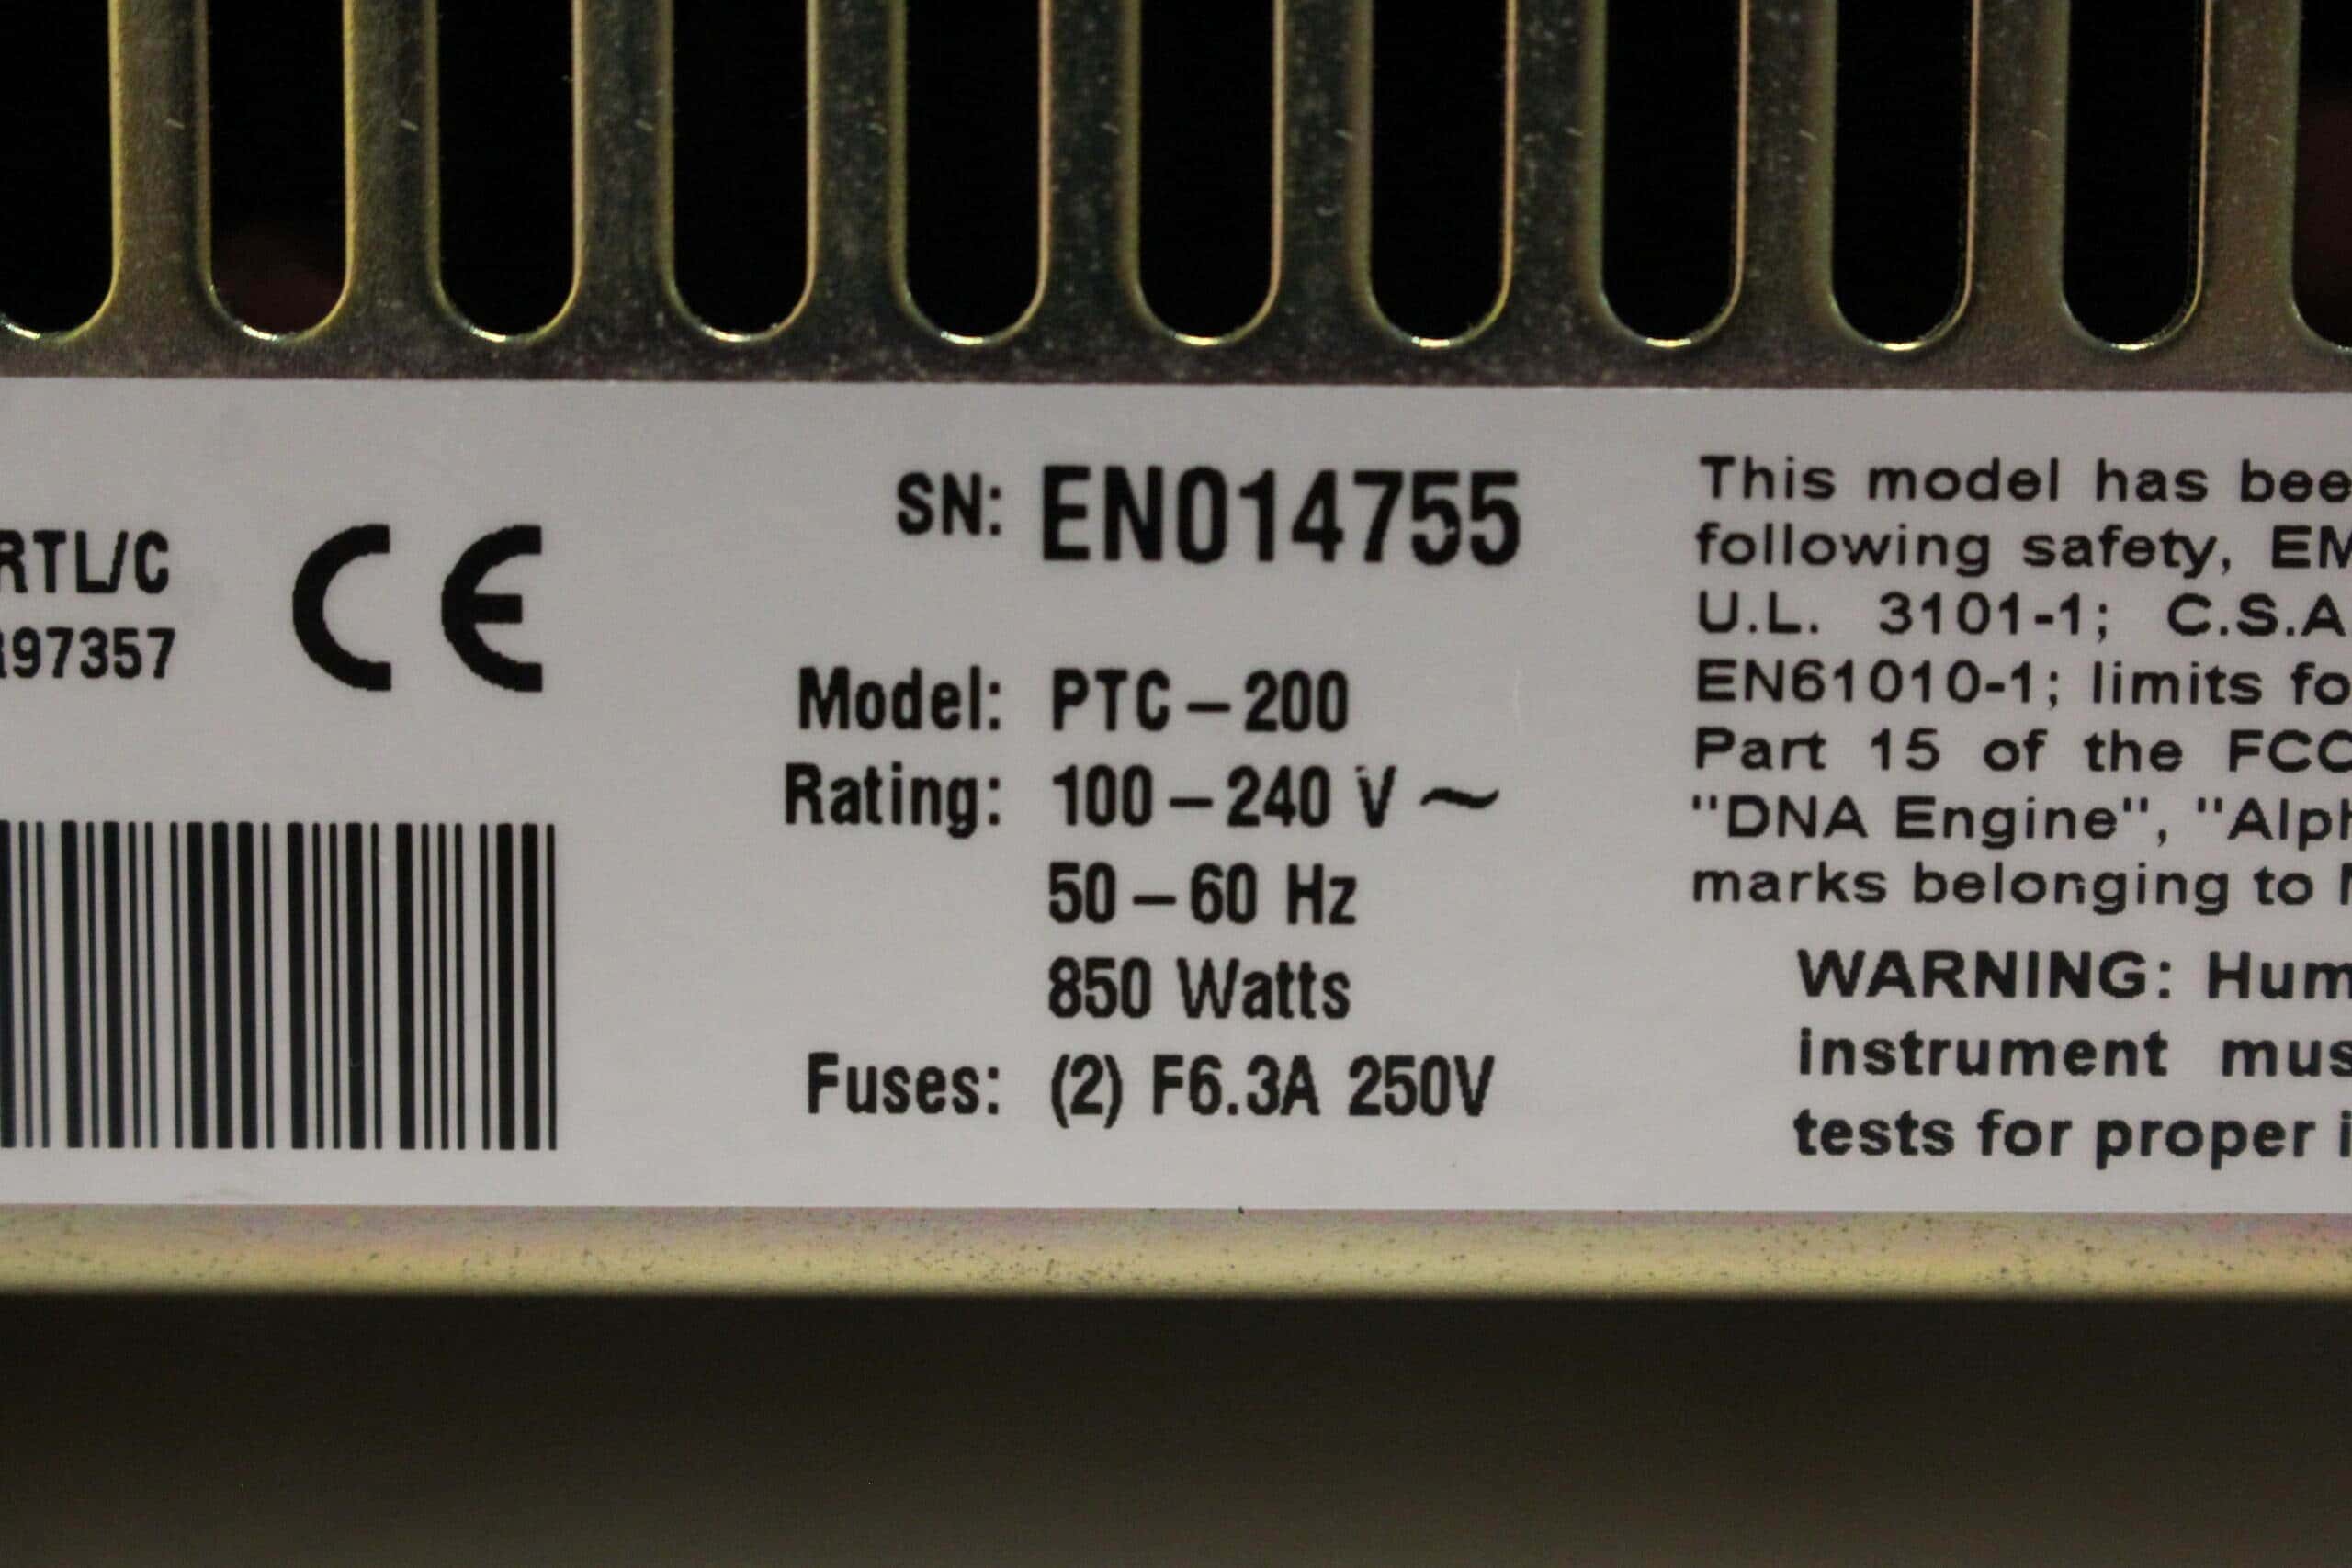 RTL/C
97357
CE
SN: EN014755
Model: PTC – 200
Rating: 100 – 240 V ~
50 – 60 Hz
850 Watts
Fuses: (2) F6.3A 250V
This model has bee
following safety, EM
U.L. 3101-1; C.S.A
EN61010-1; limits fo
Part 15 of the FCC
"DNA Engine", "Alph
marks belonging to
WARNING: Hum
instrument mus
tests for proper i